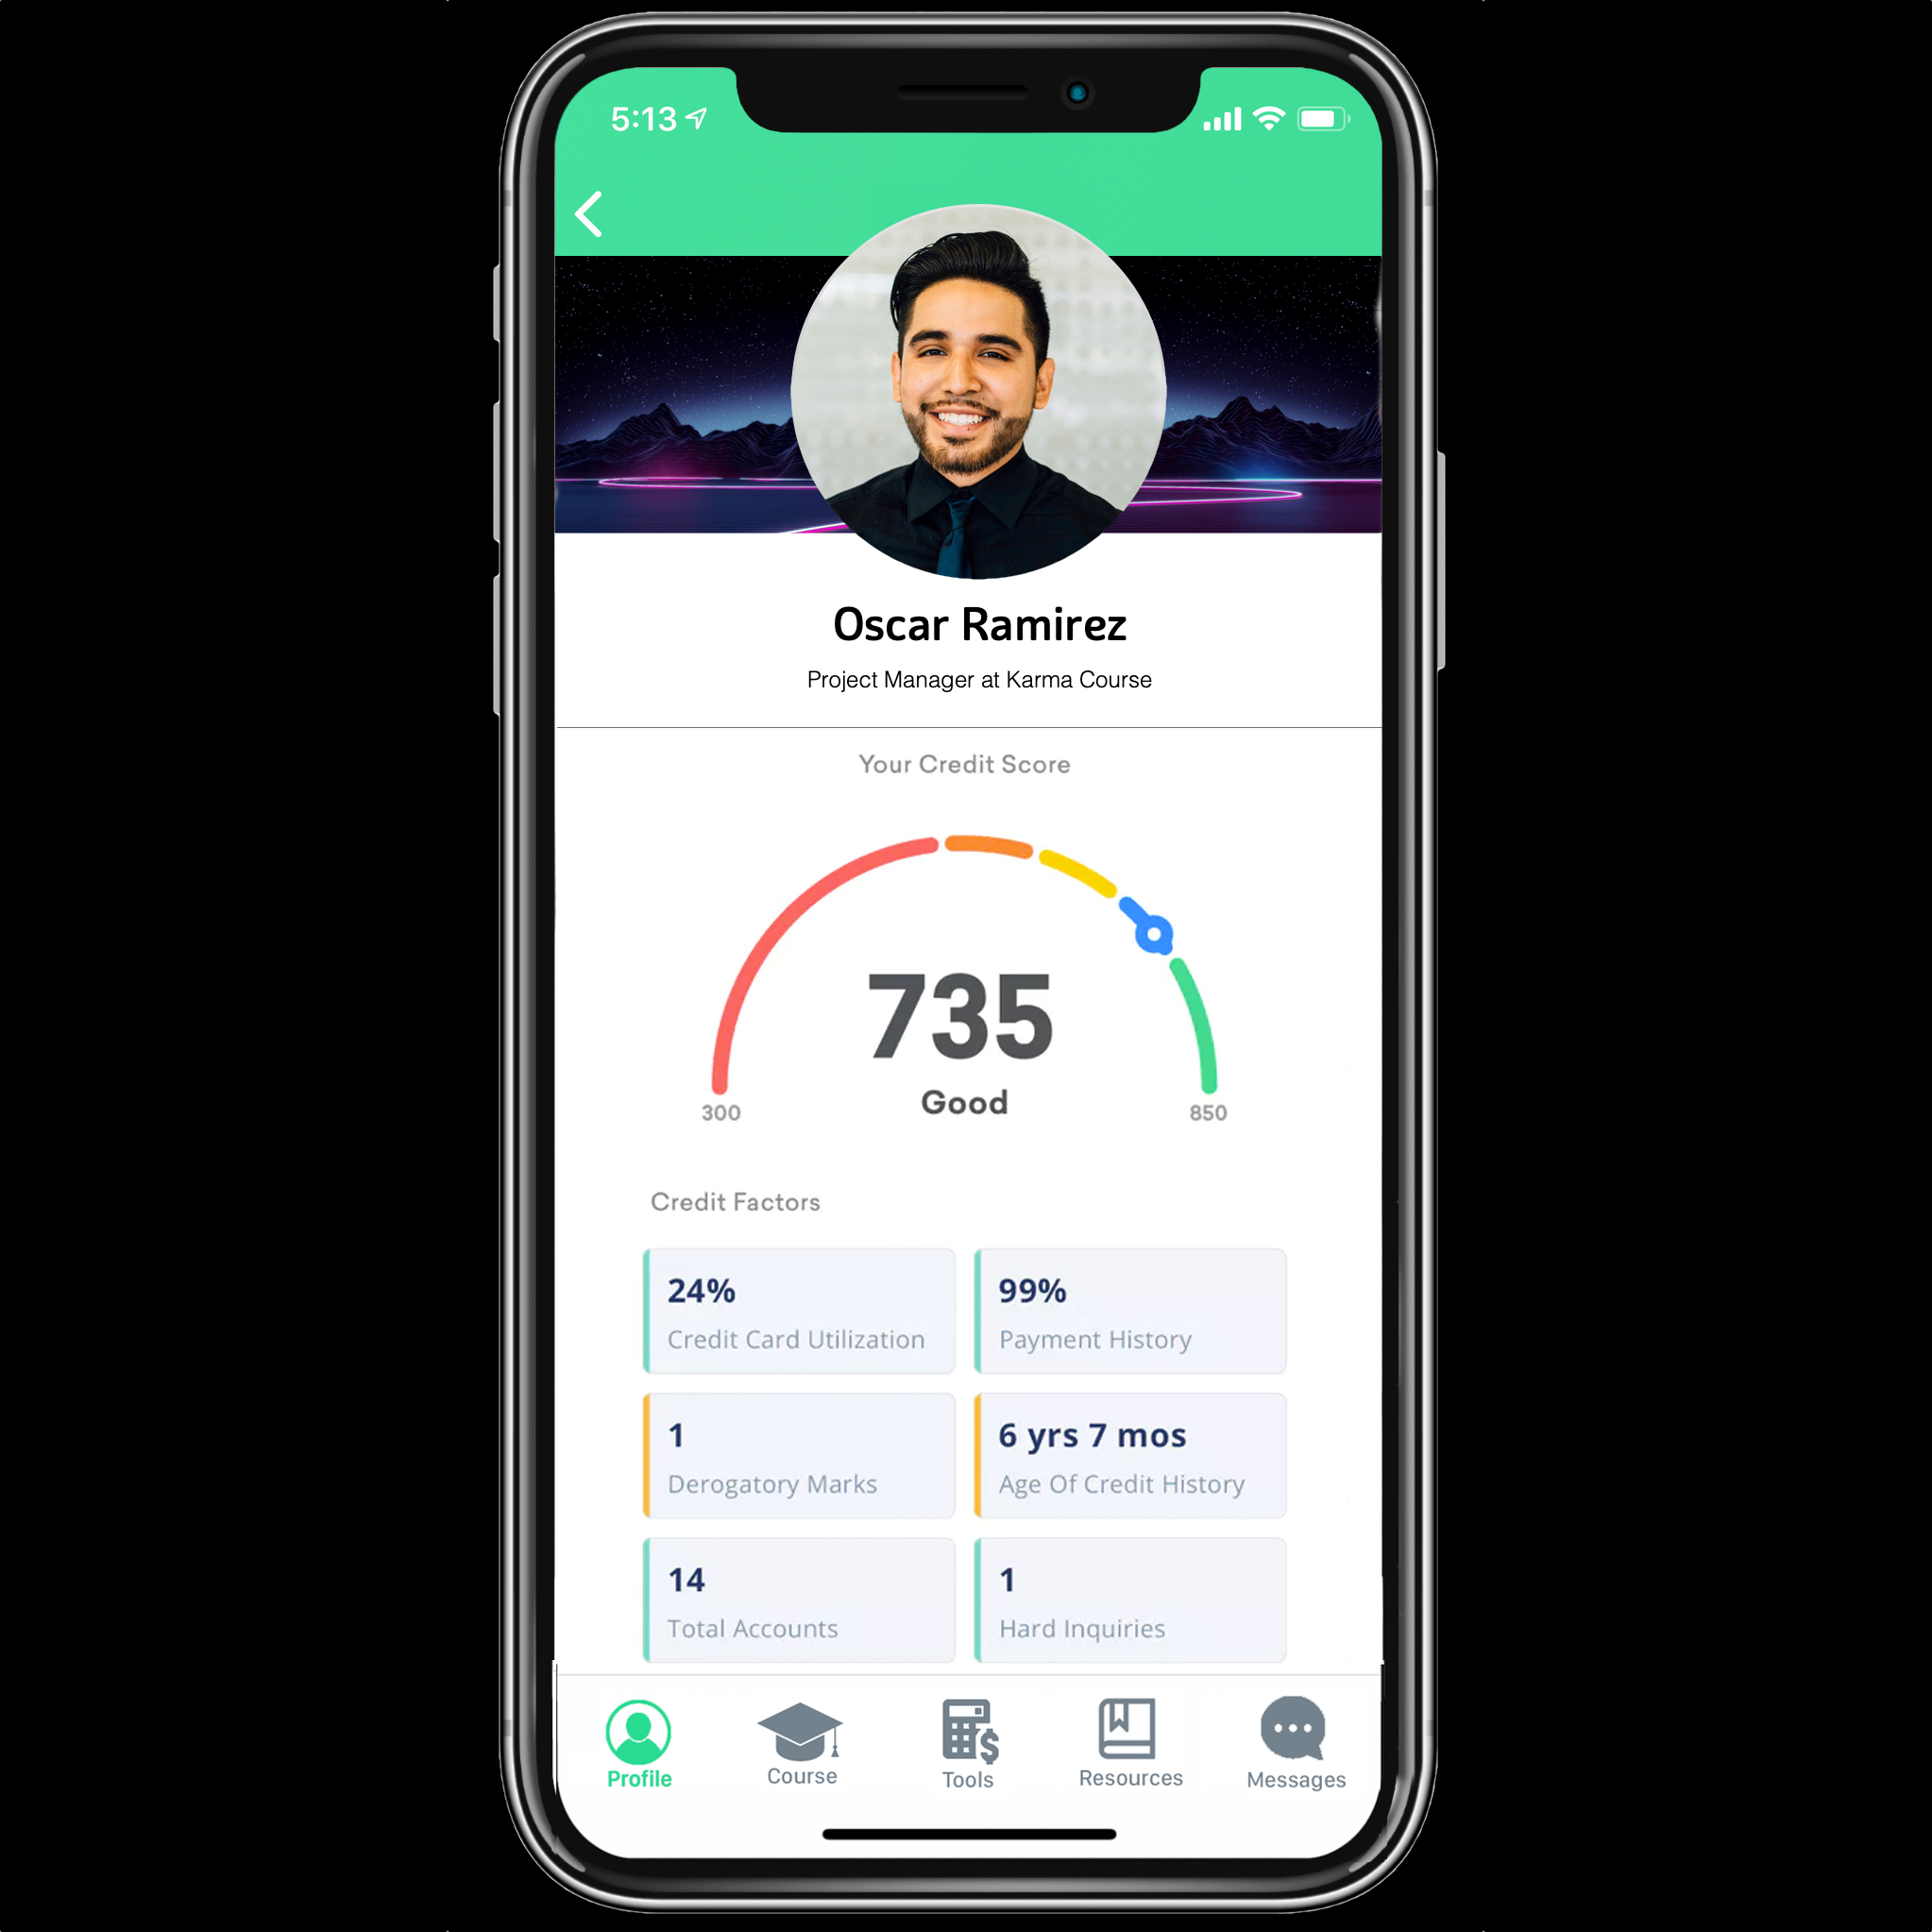 5:13
Oscar Ramirez
Project Manager at Karma Course
Your Credit Score
735
Good
300
850
Credit Factors
24%
Credit Card Utilization
99%
Payment History
1
Derogatory Marks
6 yrs 7 mos
Age Of Credit History
14
Total Accounts
1
Hard Inquiries
Profile
Course
Tools
Resources
Messages